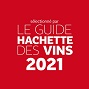 sélectionné par
LE GUIDE
HACHETTE
DES VINS
2021